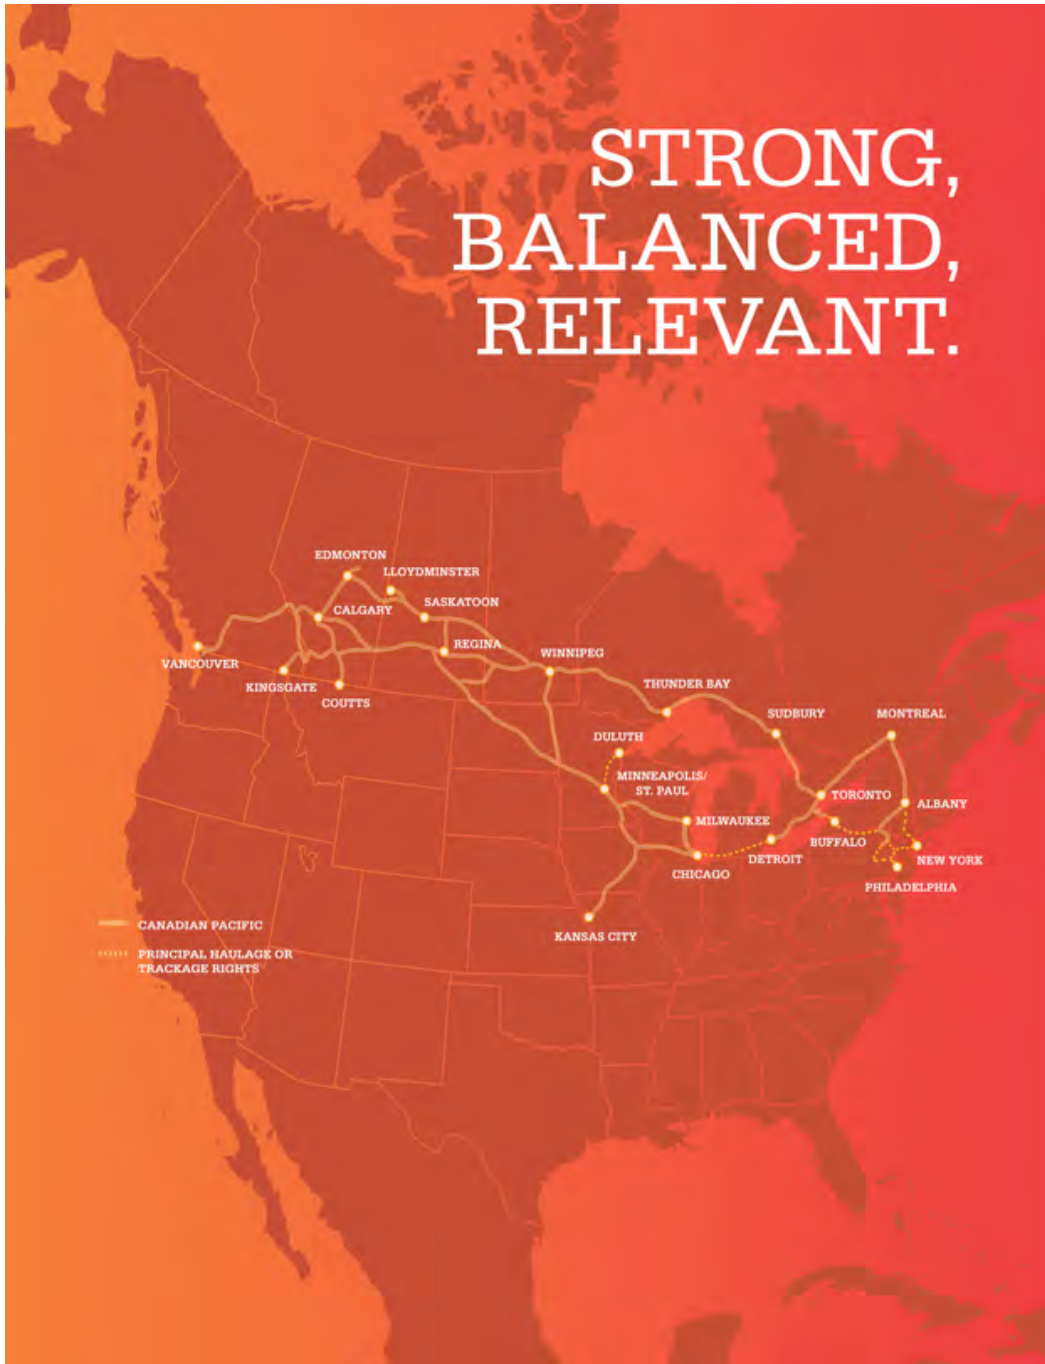 STRONG,
BALANCED,
RELEVANT.
EDMONTON
LLOYDMINSTER
SASKATOON
CALGARY
REGINA
WINNIPEG
VANCOUVER
KINGSGATE
COUTTS
THUNDER BAY
SUDBURY
MONTREAL
DULUTH
MINNEAPOLIS/
ST. PAUL
TORONTO
ALBANY
MILWAUKEE
BUFFALO
DETROIT
NEW YORK
CHICAGO
PHILADELPHIA
KANSAS CITY
CANADIAN PACIFIC
PRINCIPAL HAULAGE OR
TRACKAGE RIGHTS